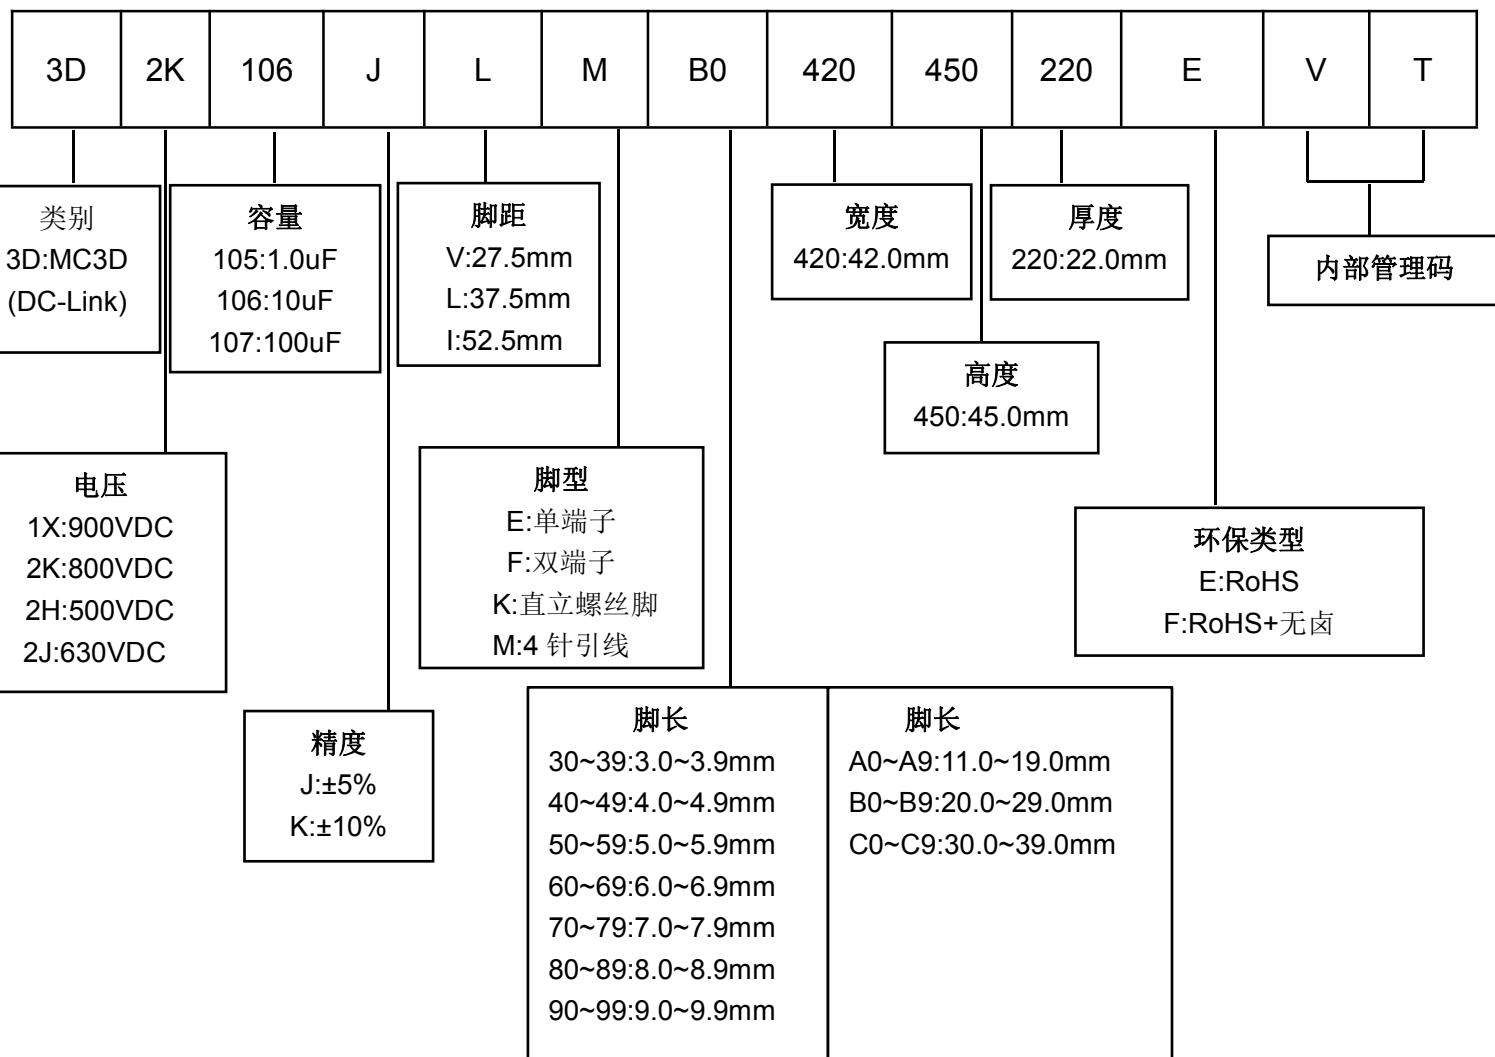 3D 2K 106 J L M B0 420 450 220 E V T
类别
3D:MC3D
(DC-Link)
容量
105:1.0uF
106:10uF
107:100uF
脚距
V:27.5mm
L:37.5mm
I:52.5mm
宽度
420:42.0mm
厚度
220:22.0mm
内部管理码
高度
450:45.0mm
电压
1X:900VDC
2K:800VDC
2H:500VDC
2J:630VDC
脚型
E:单端子
F:双端子
K:直立螺丝脚
M:4 针引线
环保类型
E:RoHS
F:RoHS+无卤
精度
J:±5%
K:±10%
脚长
30~39:3.0~3.9mm
40~49:4.0~4.9mm
50~59:5.0~5.9mm
60~69:6.0~6.9mm
70~79:7.0~7.9mm
80~89:8.0~8.9mm
90~99:9.0~9.9mm
脚长
A0~A9:11.0~19.0mm
B0~B9:20.0~29.0mm
C0~C9:30.0~39.0mm